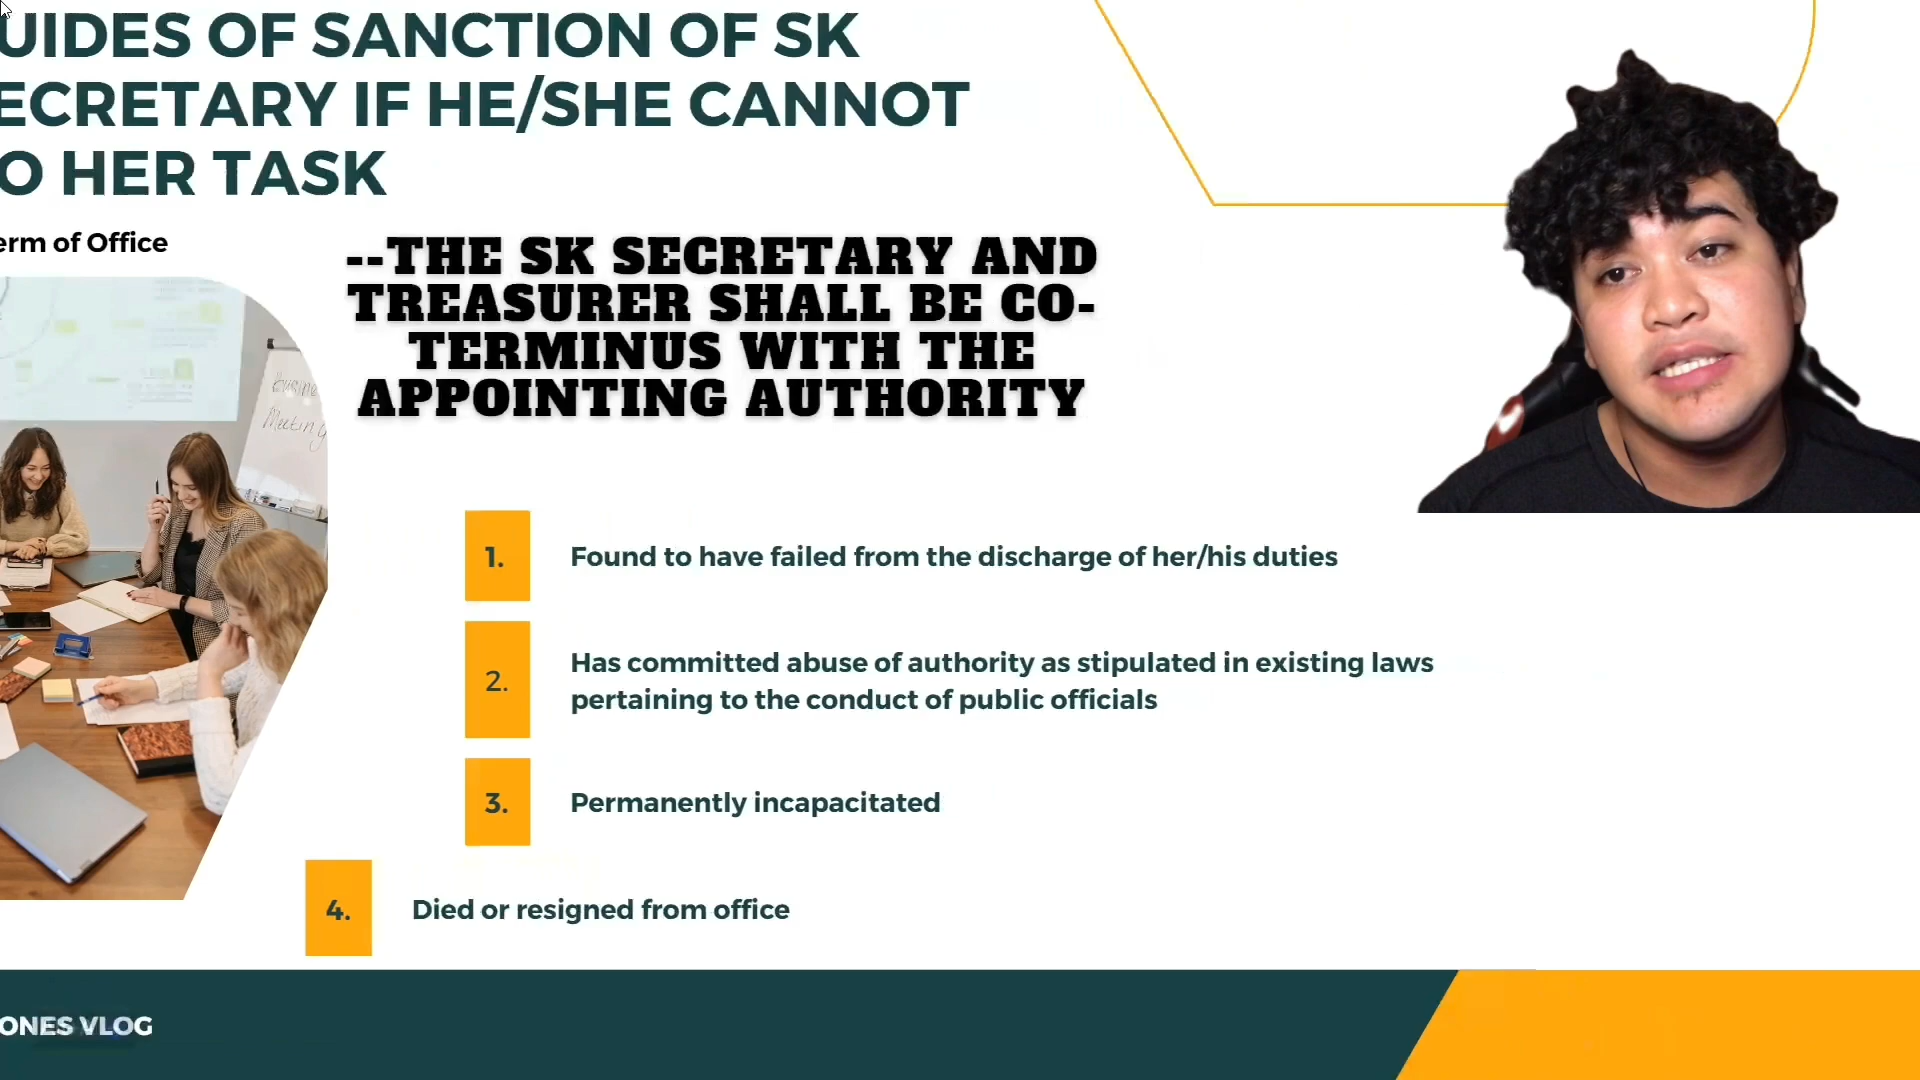 UIDES OF SANCTION OF SK
ECRETARY IF HE/SHE CANNOT
O HER TASK
erm of Office
--THE SK SECRETARY AND
TREASURER SHALL BE CO-
TERMINUS WITH THE
APPOINTING AUTHORITY
Meeting
1.
Found to have failed from the discharge of her/his duties
2.
Has committed abuse of authority as stipulated in existing laws
pertaining to the conduct of public officials
3.
Permanently incapacitated
4.
Died or resigned from office
ONES VLOG